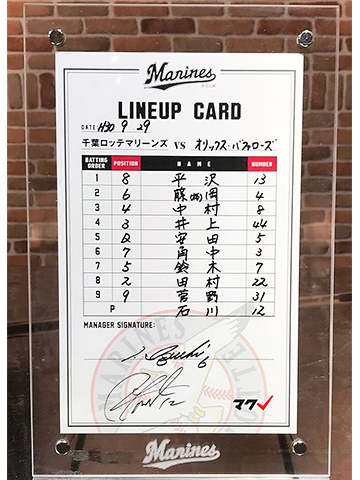 Marines
LINEUP CARD
DATE H30 9 29
千葉ロッテマリーンズ VS オリックス・バファローズ
BATTING ORDER POSITION NAME NUMBER
1 8 平沢 13
2 6 藤(裕)岡 4
3 4 中村 8
4 3 井上 44
5 D 安田 5
6 7 角中 3
7 5 鈴木 7
8 2 田村 22
9 9 菅野 31
P 石川 12
MANAGER SIGNATURE:
6
マワ✓
Marines